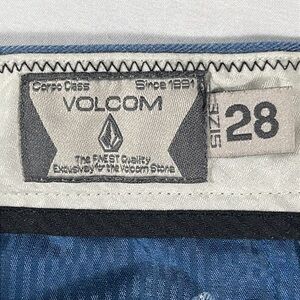 Corpo Class Since 1991
VOLCOM
The FINEST Quality
Exclusively for the Volcom Stone
SIZE
28